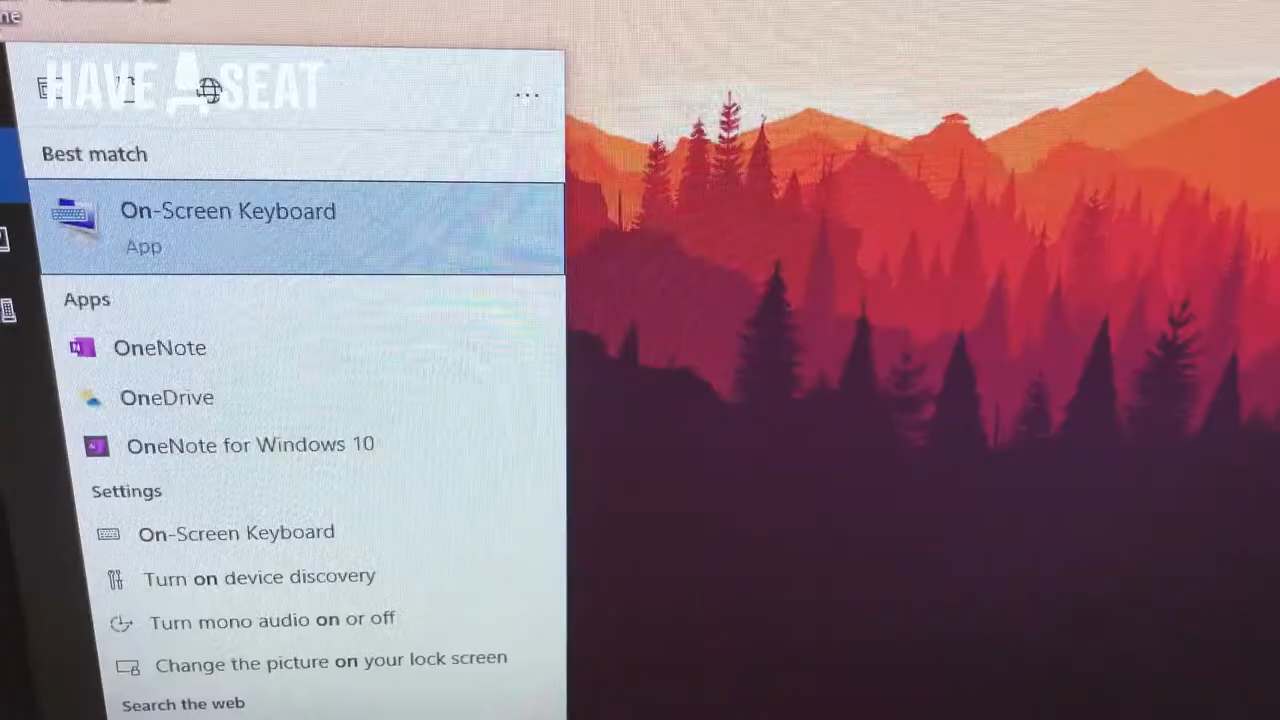 ne
HAVE A SEAT
...
Best match
On-Screen Keyboard
App
Apps
OneNote
OneDrive
OneNote for Windows 10
Settings
On-Screen Keyboard
Turn on device discovery
Turn mono audio on or off
Change the picture on your lock screen
Search the web